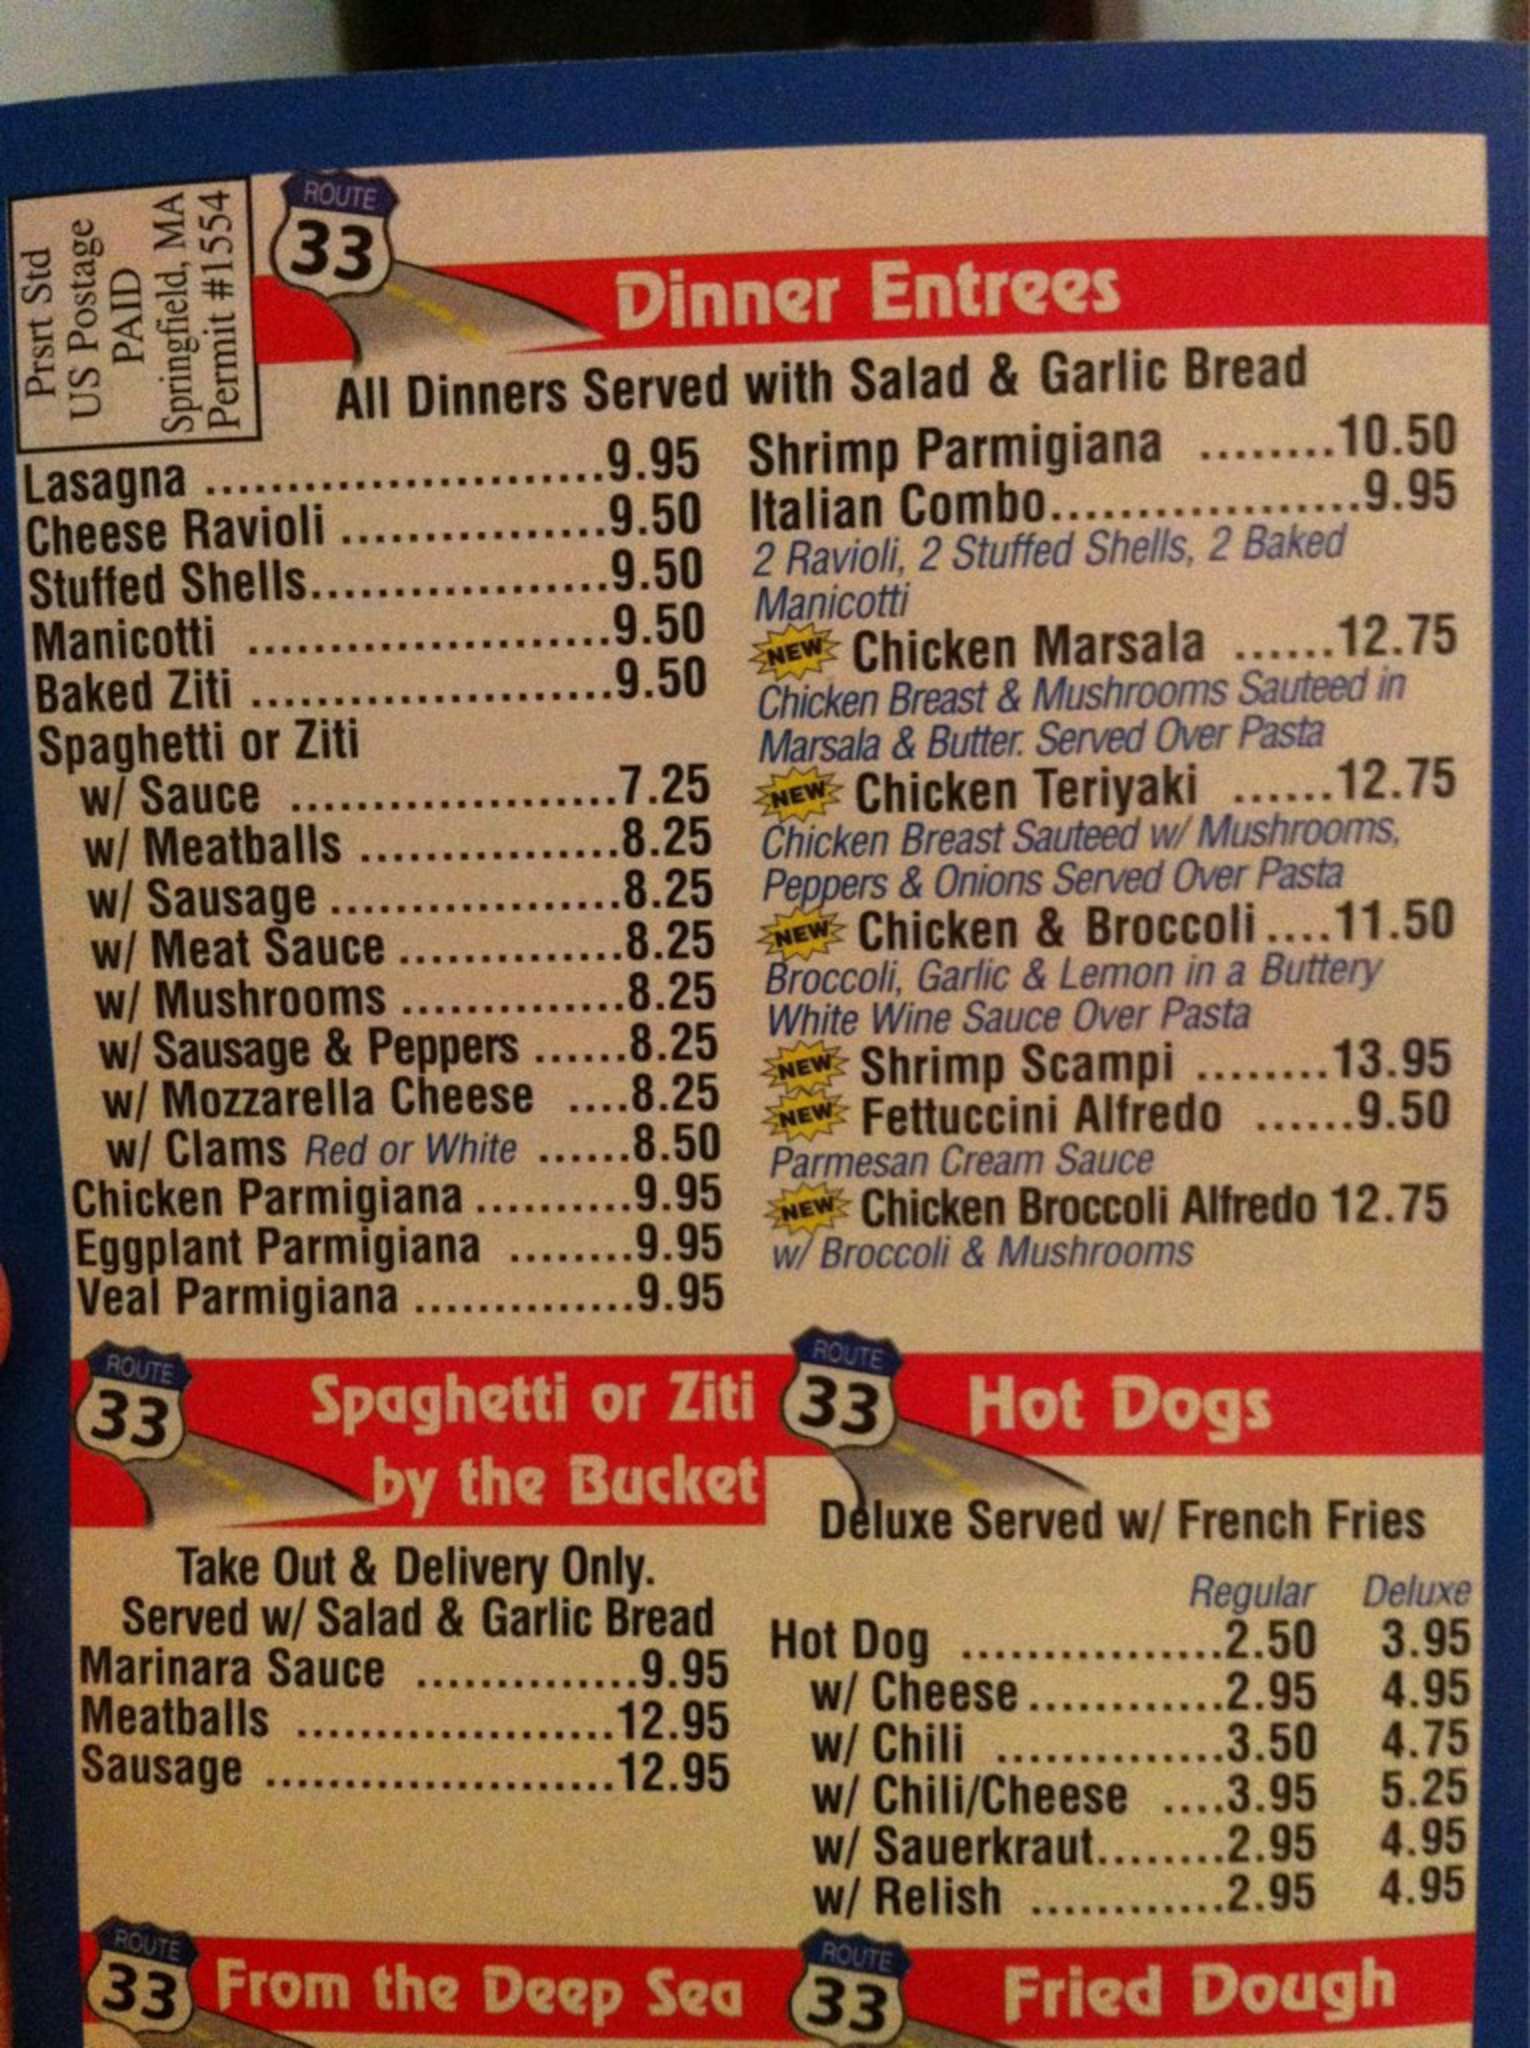 Prsrt Std
US Postage
PAID
Springfield, MA
Permit #1554
ROUTE
33
Dinner Entrees
All Dinners Served with Salad & Garlic Bread
Lasagna ........................9.95
Cheese Ravioli ................9.50
Stuffed Shells..................9.50
Manicotti ......................9.50
Baked Ziti ......................9.50
Spaghetti or Ziti
w/ Sauce ....................7.25
w/ Meatballs ................8.25
w/ Sausage ..................8.25
w/ Meat Sauce ..............8.25
w/ Mushrooms ..............8.25
w/ Sausage & Peppers ......8.25
w/ Mozzarella Cheese ....8.25
w/ Clams Red or White ......8.50
Chicken Parmigiana ..........9.95
Eggplant Parmigiana ........9.95
Veal Parmigiana ..............9.95
Shrimp Parmigiana ........10.50
Italian Combo..................9.95
2 Ravioli, 2 Stuffed Shells, 2 Baked
Manicotti
NEW Chicken Marsala ......12.75
Chicken Breast & Mushrooms Sauteed in
Marsala & Butter. Served Over Pasta
NEW Chicken Teriyaki ......12.75
Chicken Breast Sauteed w/ Mushrooms,
Peppers & Onions Served Over Pasta
NEW Chicken & Broccoli ....11.50
Broccoli, Garlic & Lemon in a Buttery
White Wine Sauce Over Pasta
NEW Shrimp Scampi ........13.95
NEW Fettuccini Alfredo ......9.50
Parmesan Cream Sauce
NEW Chicken Broccoli Alfredo 12.75
w/ Broccoli & Mushrooms
ROUTE
33
Spaghetti or Ziti
by the Bucket
Take Out & Delivery Only.
Served w/ Salad & Garlic Bread
Marinara Sauce ..............9.95
Meatballs ....................12.95
Sausage ......................12.95
ROUTE
33
Hot Dogs
Deluxe Served w/ French Fries
Regular Deluxe
Hot Dog ................2.50 3.95
w/ Cheese............2.95 4.95
w/ Chili ..............3.50 4.75
w/ Chili/Cheese ....3.95 5.25
w/ Sauerkraut........2.95 4.95
w/ Relish ............2.95 4.95
ROUTE
33
From the Deep Sea
ROUTE
33
Fried Dough